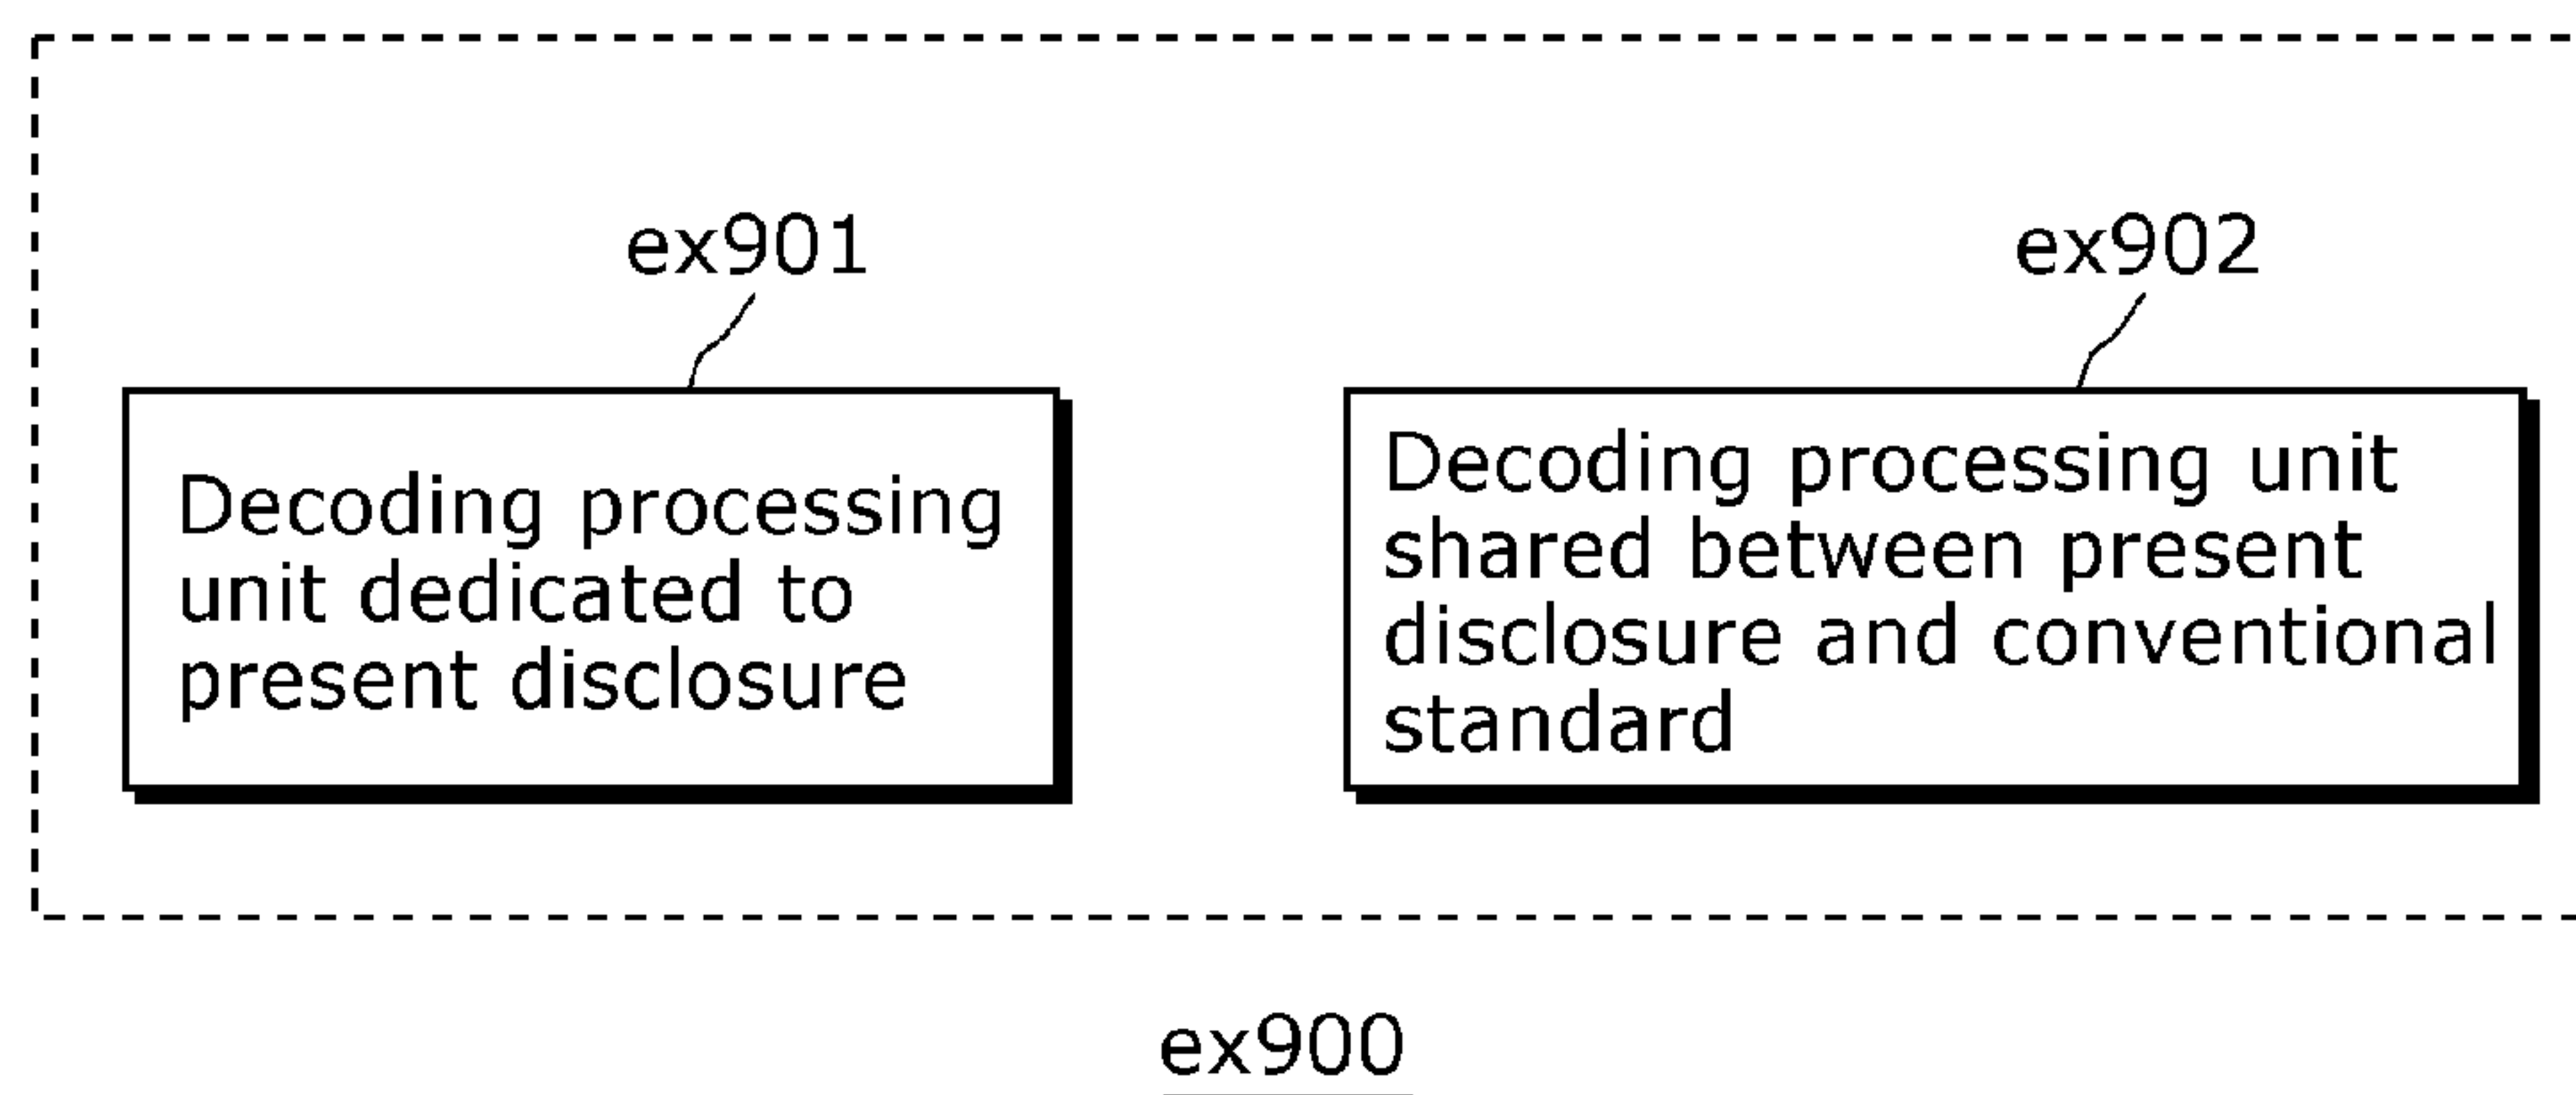 ex901
Decoding processing
unit dedicated to
present disclosure
ex902
Decoding processing unit
shared between present
disclosure and conventional
standard
ex900